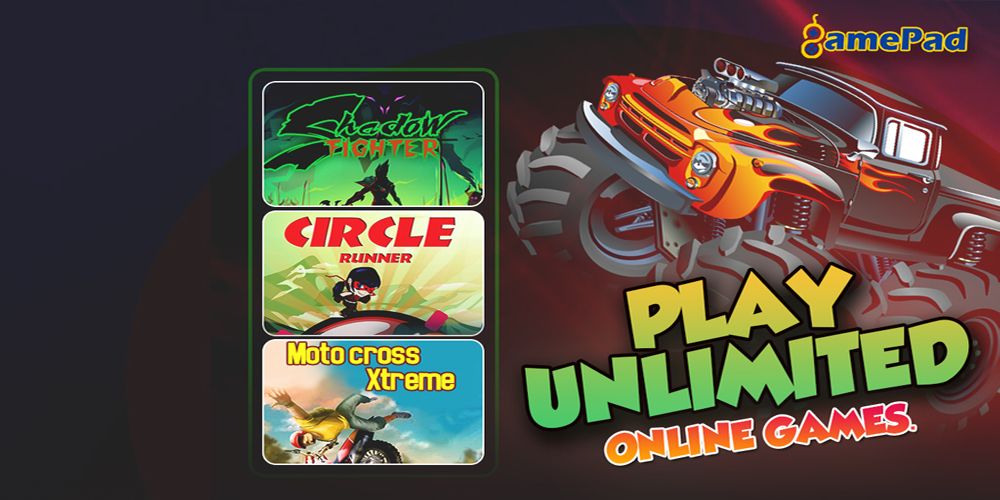 gamePad
Shadow
FIGHTER
CIRCLE
RUNNER
Moto cross
Xtreme
PLAY
UNLIMITED
ONLINE GAMES.